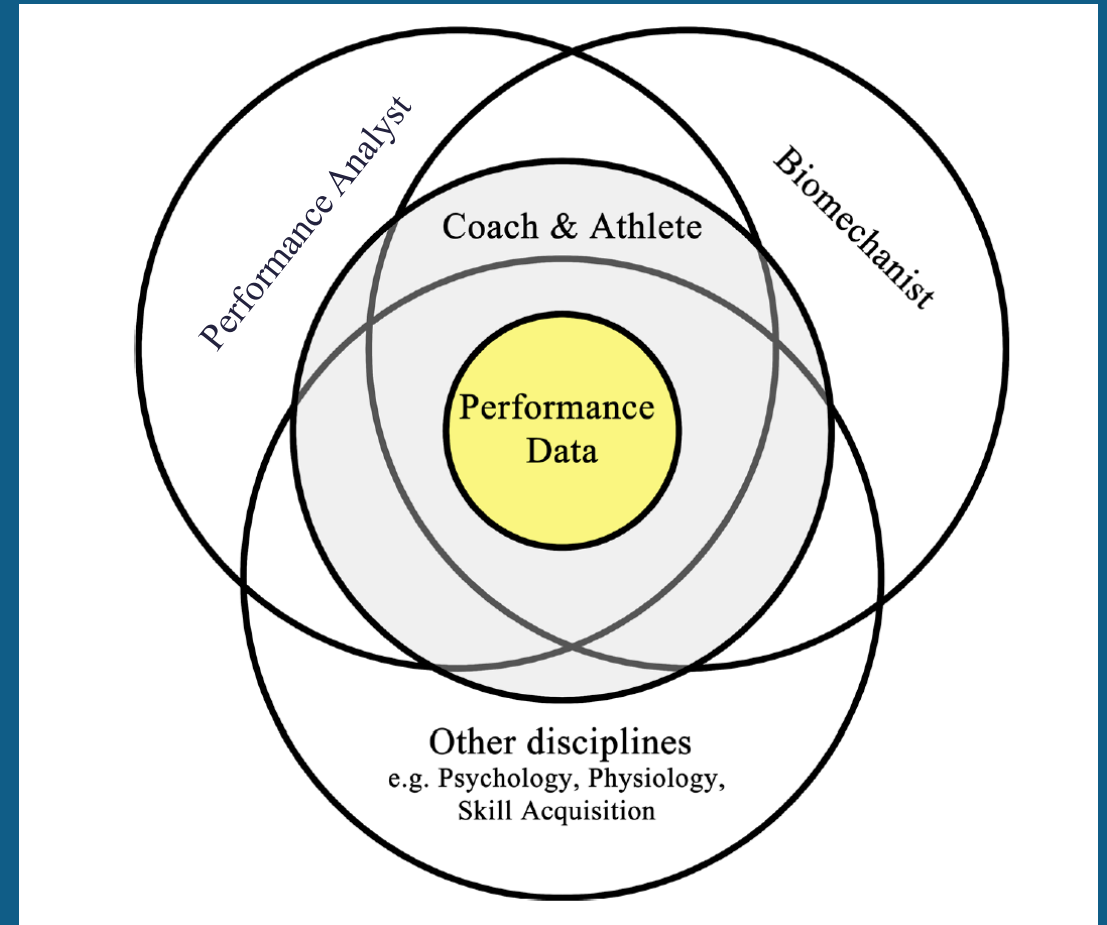 Performance Analyst
Biomechanist
Coach & Athlete
Performance
Data
Other disciplines
e.g. Psychology, Physiology,
Skill Acquisition